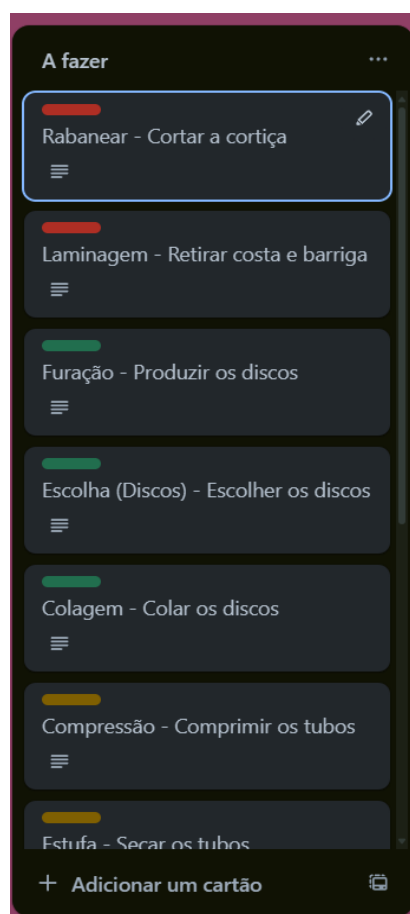 A fazer
Rabanear - Cortar a cortiça
Laminagem - Retirar costa e barriga
Furação - Produzir os discos
Escolha (Discos) - Escolher os discos
Colagem - Colar os discos
Compressão - Comprimir os tubos
Estufa - Secar os tubos
+ Adicionar um cartão